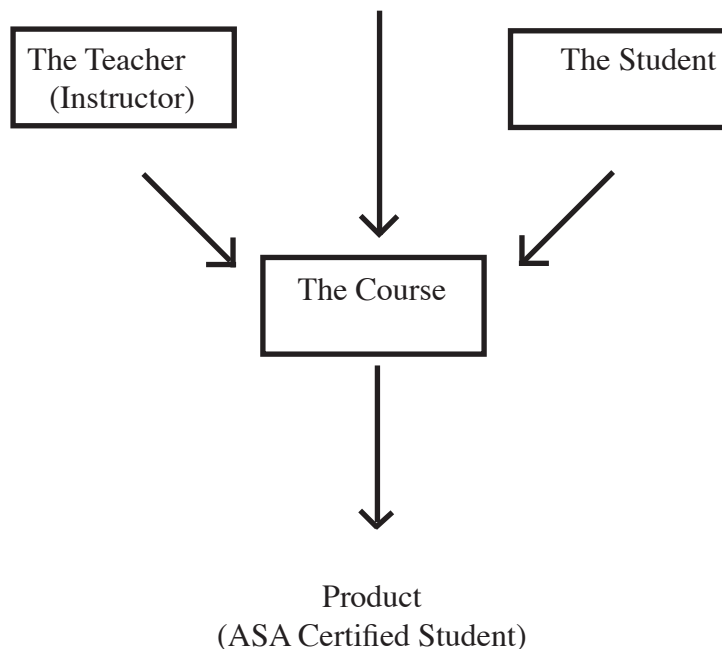 The Teacher
(Instructor)
The Student
The Course
Product
(ASA Certified Student)